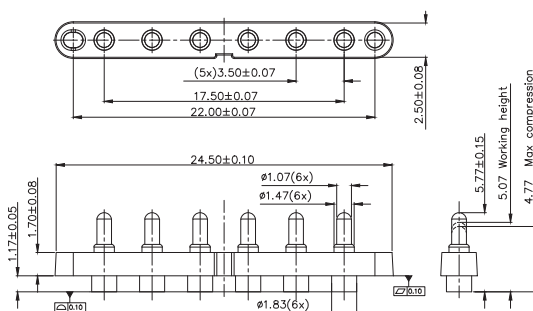 (5x)3.50±0.07
17.50±0.07
22.00±0.07
2.50±0.08
24.50±0.10
ø1.07(6x)
ø1.47(6x)
1.17±0.05
1.70±0.08
5.77±0.15
5.07 Working height
4.77 Max compression
0.10
ø1.83(6x)
0.10